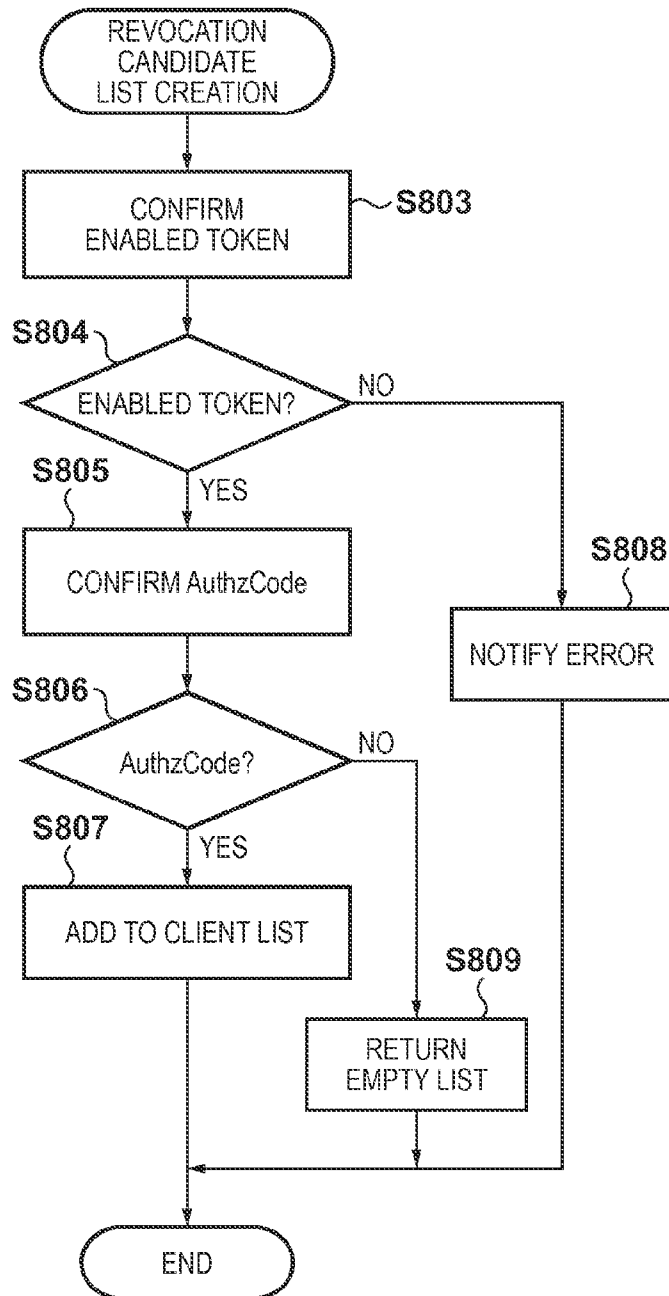 REVOCATION
CANDIDATE
LIST CREATION
CONFIRM
ENABLED TOKEN
S803
S804
ENABLED TOKEN?
NO
YES
S805
CONFIRM AuthzCode
S808
NOTIFY ERROR
S806
AuthzCode?
NO
YES
S807
ADD TO CLIENT LIST
S809
RETURN
EMPTY LIST
END